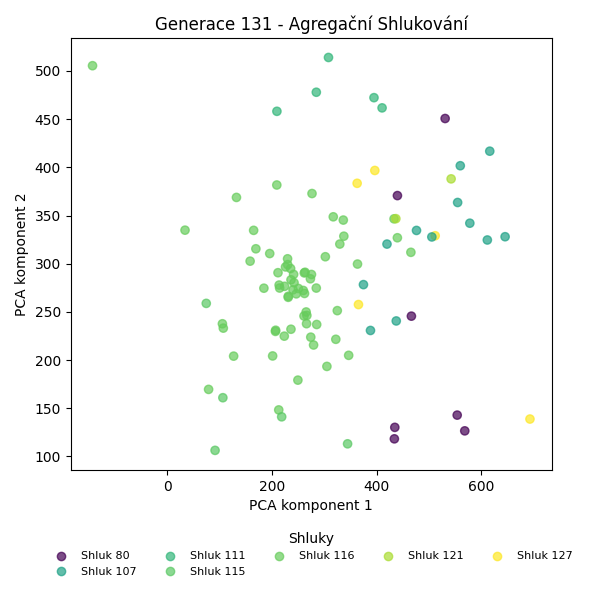 Generace 131 - Agregační Shlukování
500
450
400
350
300
250
200
150
100
PCA komponent 2
0 200 400 600
PCA komponent 1
Shluky
Shluk 80 Shluk 111 Shluk 116 Shluk 121 Shluk 127
Shluk 107 Shluk 115